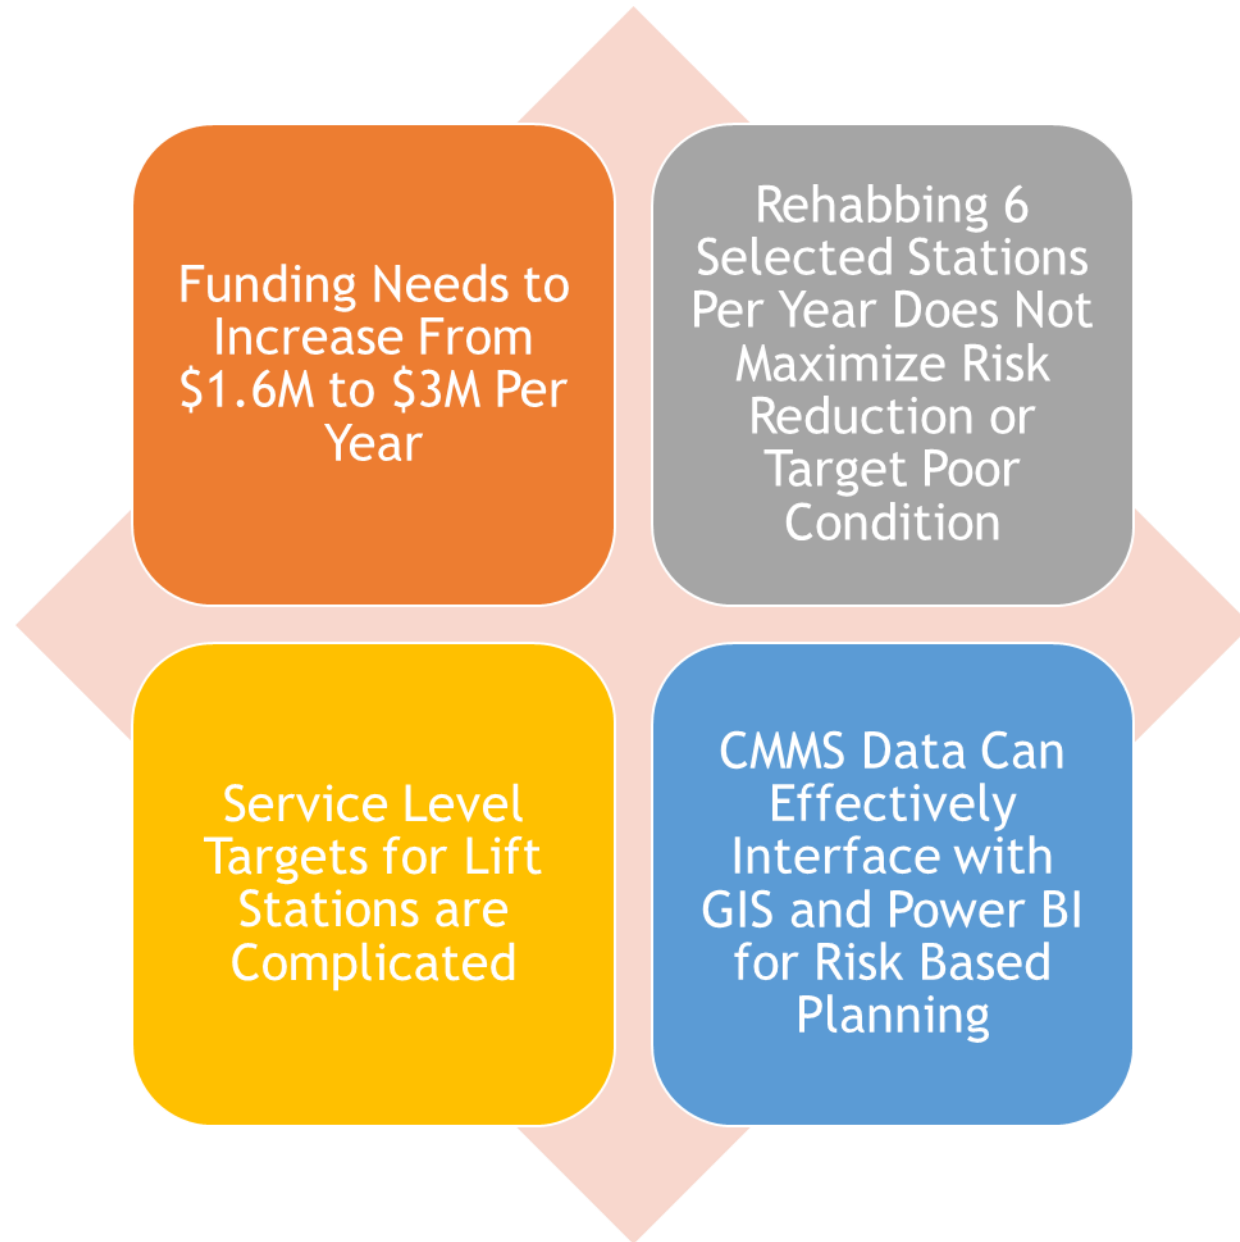 Funding Needs to
Increase From
$1.6M to $3M Per
Year
Rehabbing 6
Selected Stations
Per Year Does Not
Maximize Risk
Reduction or
Target Poor
Condition
Service Level
Targets for Lift
Stations are
Complicated
CMMS Data Can
Effectively
Interface with
GIS and Power BI
for Risk Based
Planning